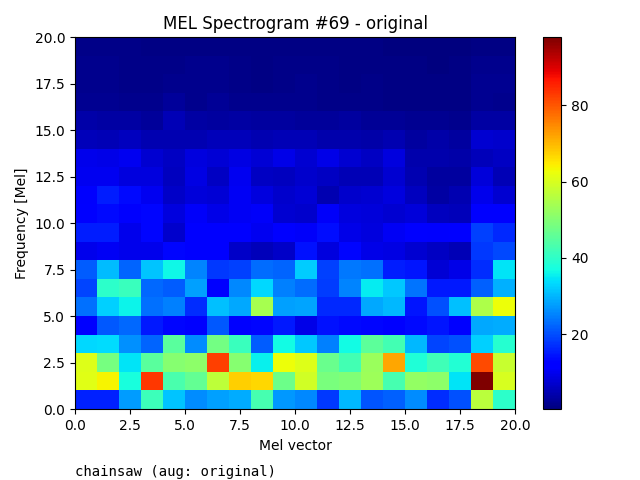 MEL Spectrogram #69 - original
20.0
17.5
15.0
12.5
10.0
7.5
5.0
2.5
0.0
Frequency [Mel]
0.0 2.5 5.0 7.5 10.0 12.5 15.0 17.5 20.0
Mel vector
80
60
40
20
chainsaw (aug: original)